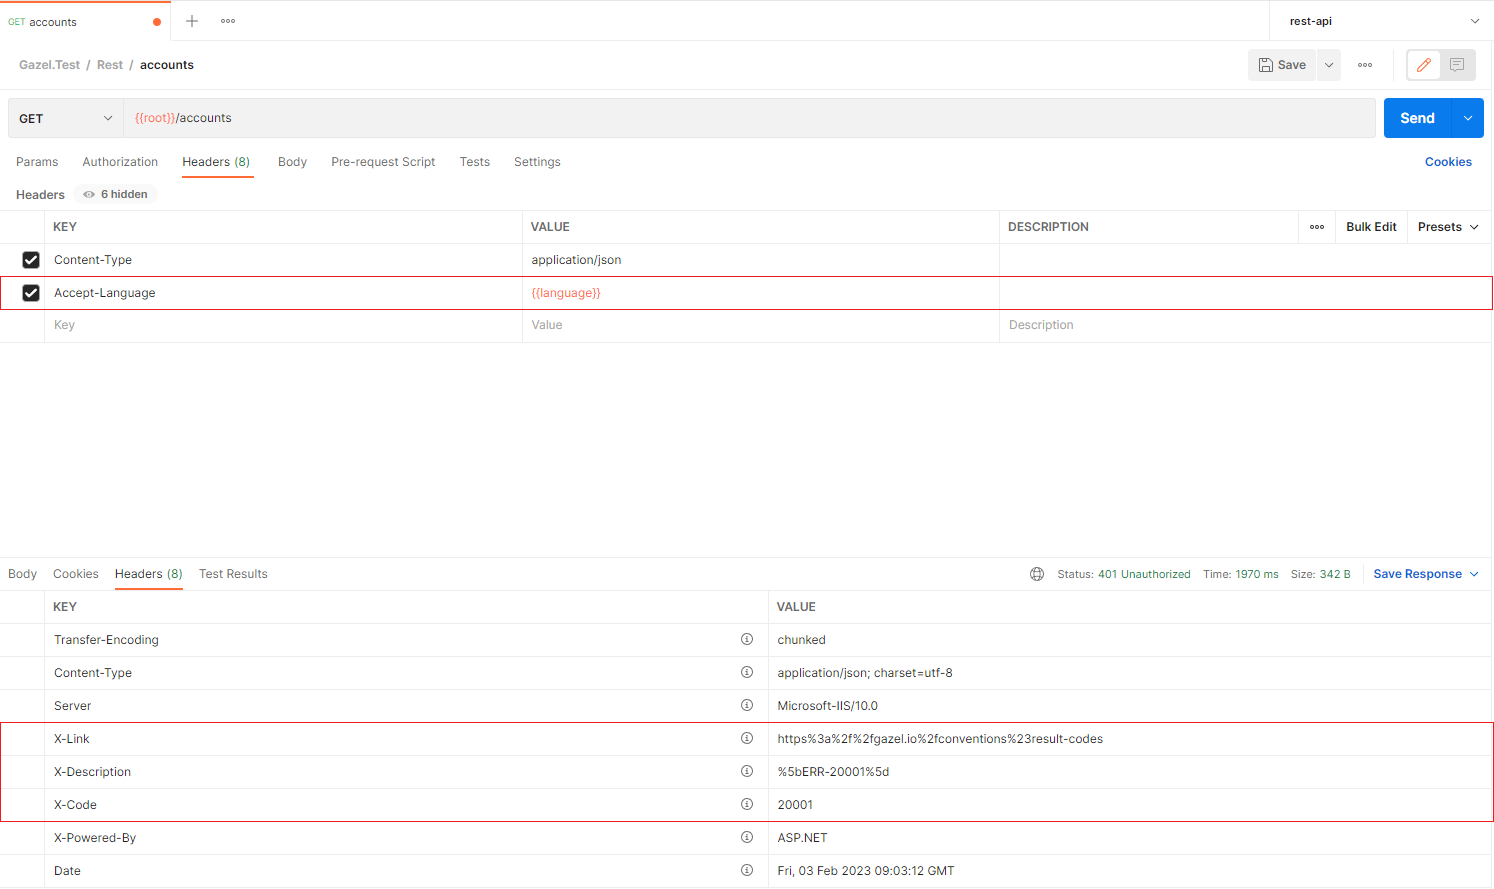 GET accounts
rest-api
Gazel.Test / Rest / accounts
Save
GET {{root}}/accounts Send
Params Authorization Headers (8) Body Pre-request Script Tests Settings Cookies
Headers 6 hidden
KEY VALUE DESCRIPTION Bulk Edit Presets
Content-Type application/json
Accept-Language {{language}}
Key Value Description
Body Cookies Headers (8) Test Results Status: 401 Unauthorized Time: 1970 ms Size: 342 B Save Response
KEY VALUE
Transfer-Encoding chunked
Content-Type application/json; charset=utf-8
Server Microsoft-IIS/10.0
X-Link https%3a%2f%2fgazel.io%2fconventions%23result-codes
X-Description %5bERR-20001%5d
X-Code 20001
X-Powered-By ASP.NET
Date Fri, 03 Feb 2023 09:03:12 GMT